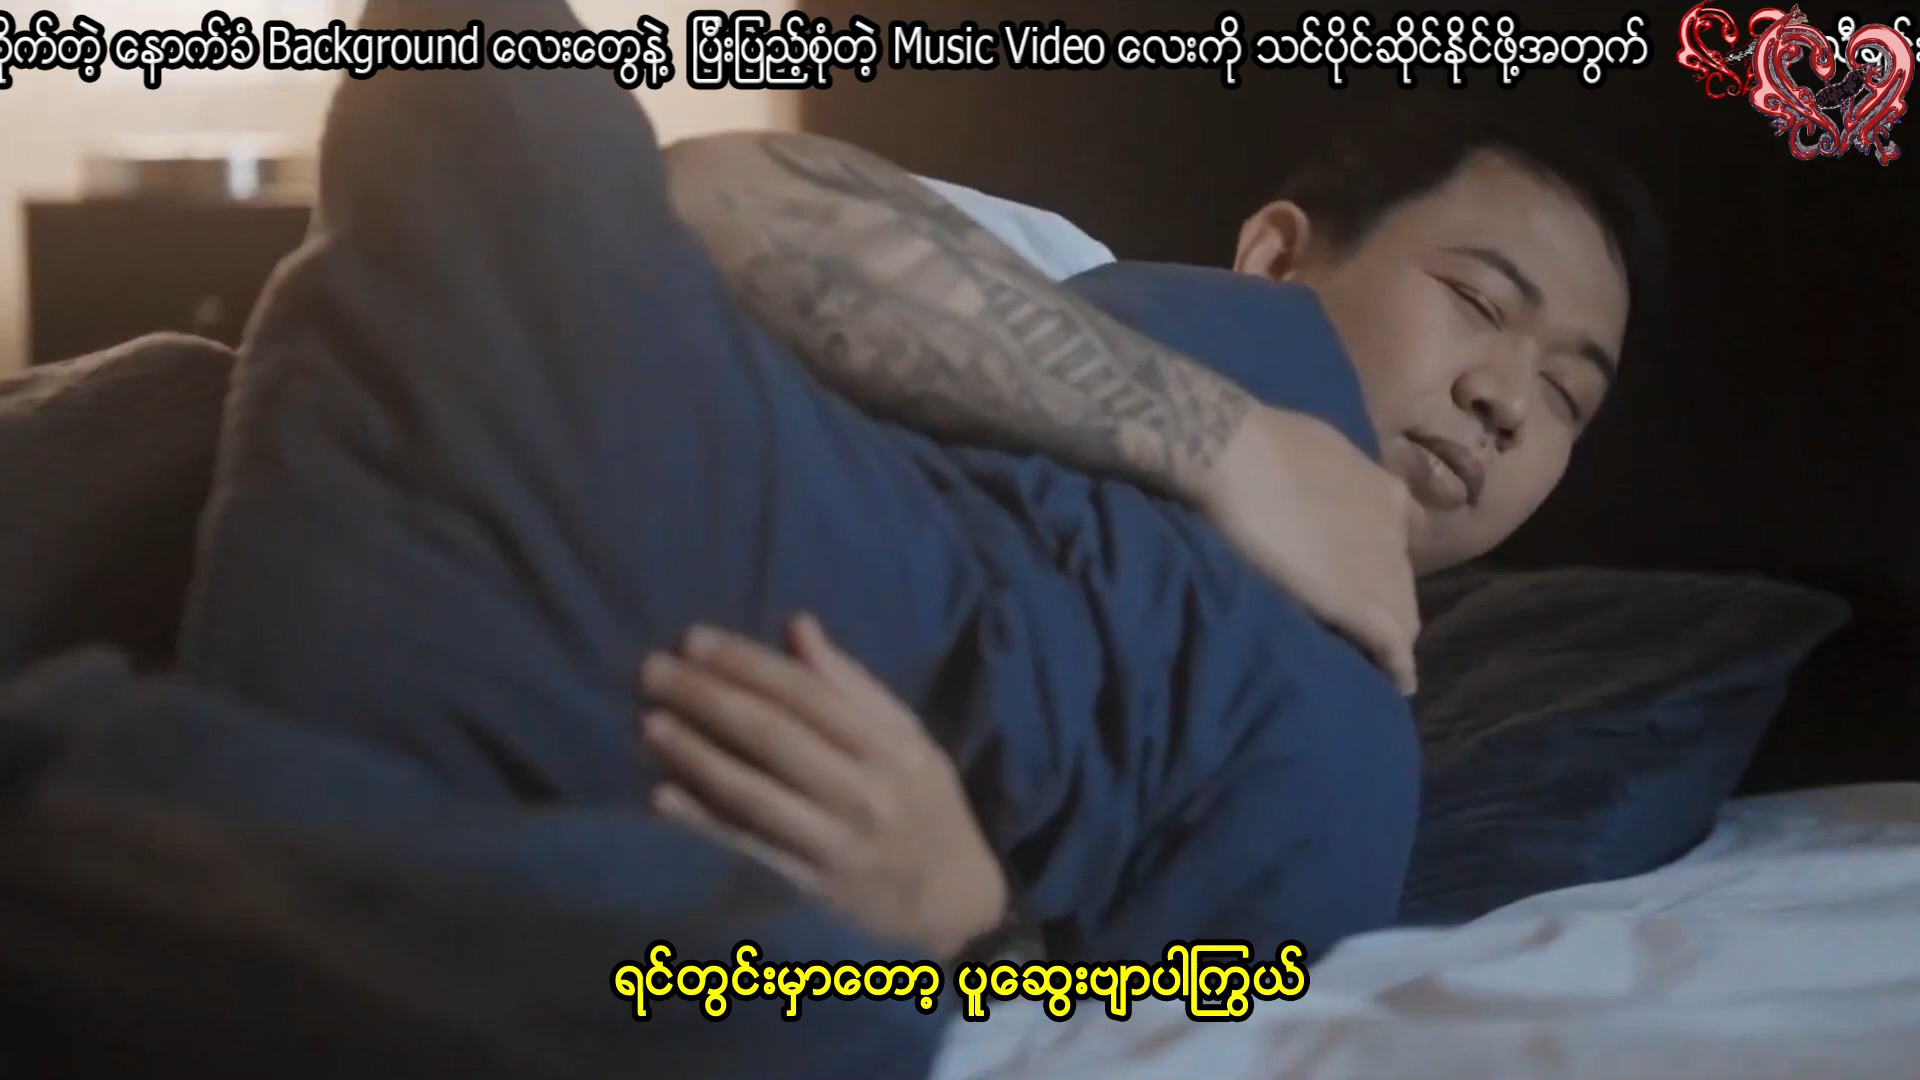 တဲ့ နောက်ခံ Background လေးတွေနဲ့ ပြီးပြည့်စုံတဲ့ Music Video လေးကို သင်ပိုင်ဆိုင်နိုင်ဖို့အတွက်
ရင်တွင်းမှာတော့ ပူဆွေးဗျာပါကြွယ်